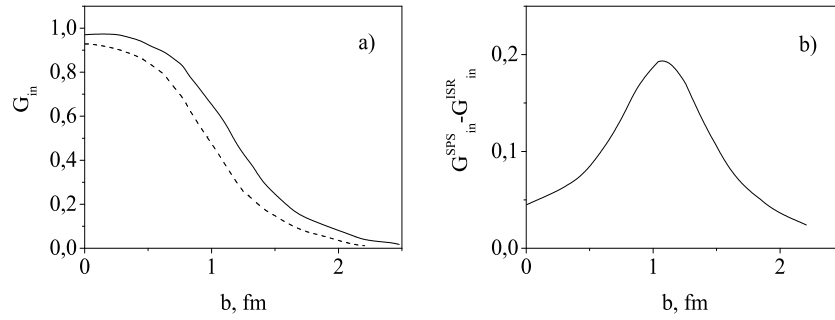 1,0
0,8
0,6
0,4
0,2
0,0
G_in
a)
0
1
2
b, fm
0,2
0,1
0,0
G^SPS_in-G^ISR_in
b)
0
1
2
b, fm